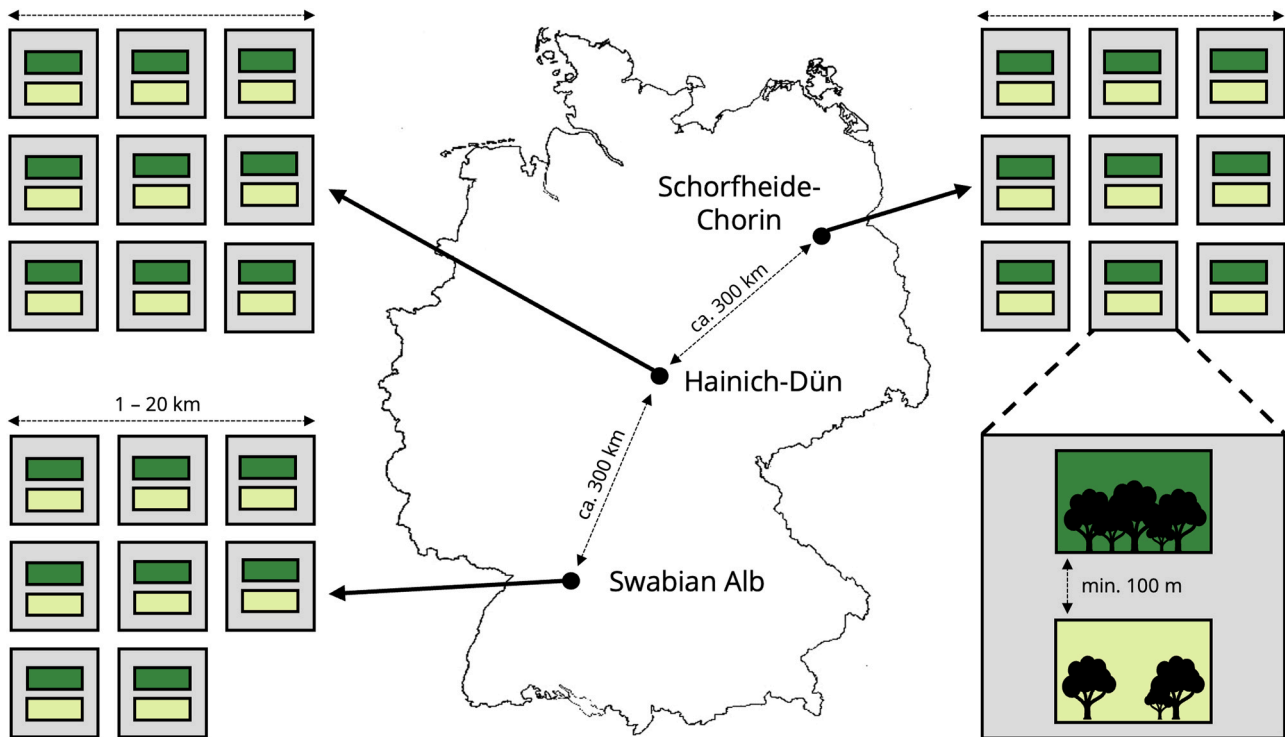 Schorfheide-
Chorin
ca. 300 km
Hainich-Dün
1 – 20 km
ca. 300 km
Swabian Alb
min. 100 m